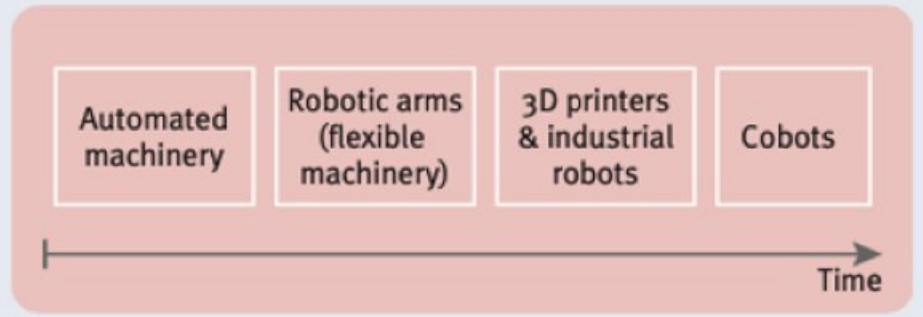 Automated
machinery
Robotic arms
(flexible
machinery)
3D printers
& industrial
robots
Cobots
Time